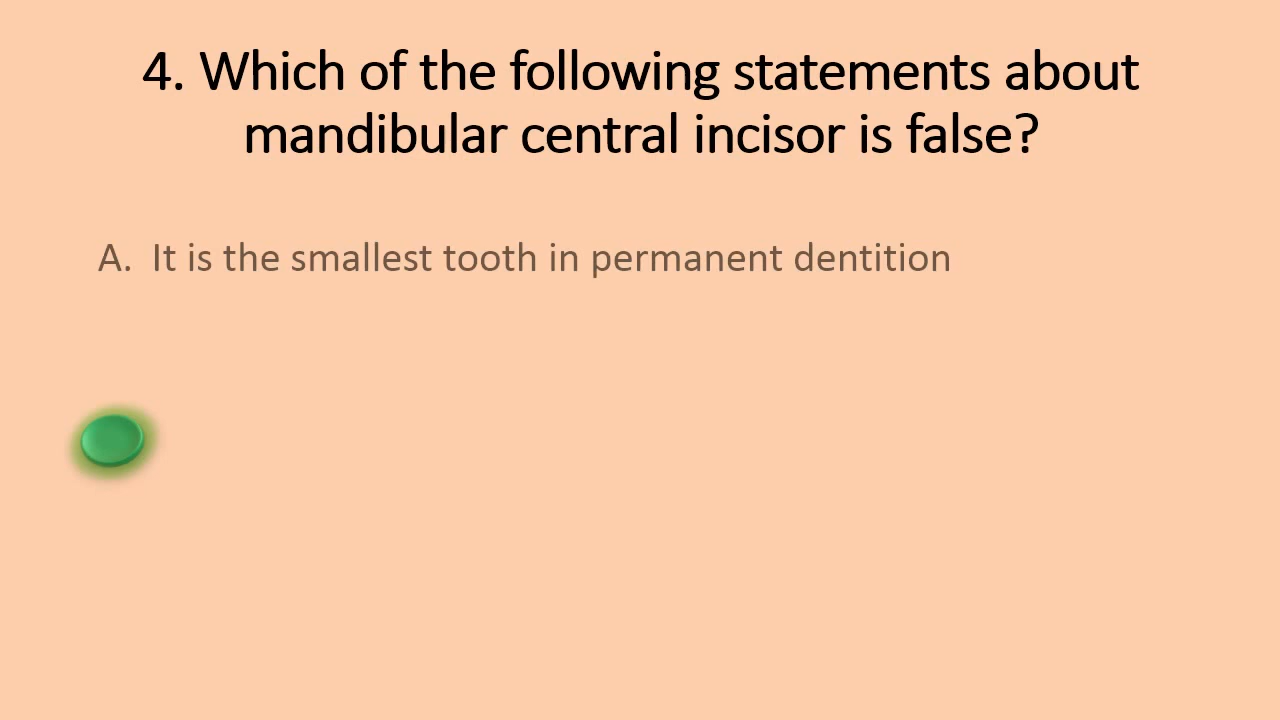 4. Which of the following statements about
mandibular central incisor is false?
A. It is the smallest tooth in permanent dentition